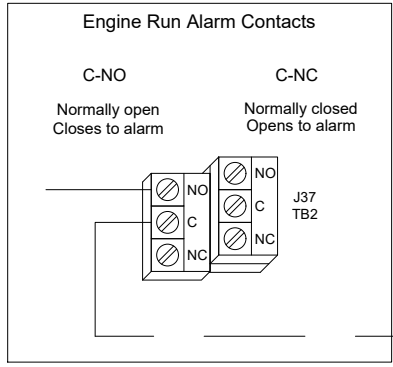 Engine Run Alarm Contacts
C-NO
Normally open
Closes to alarm
C-NC
Normally closed
Opens to alarm
NO
C
NC
NO
C
NC
J37
TB2